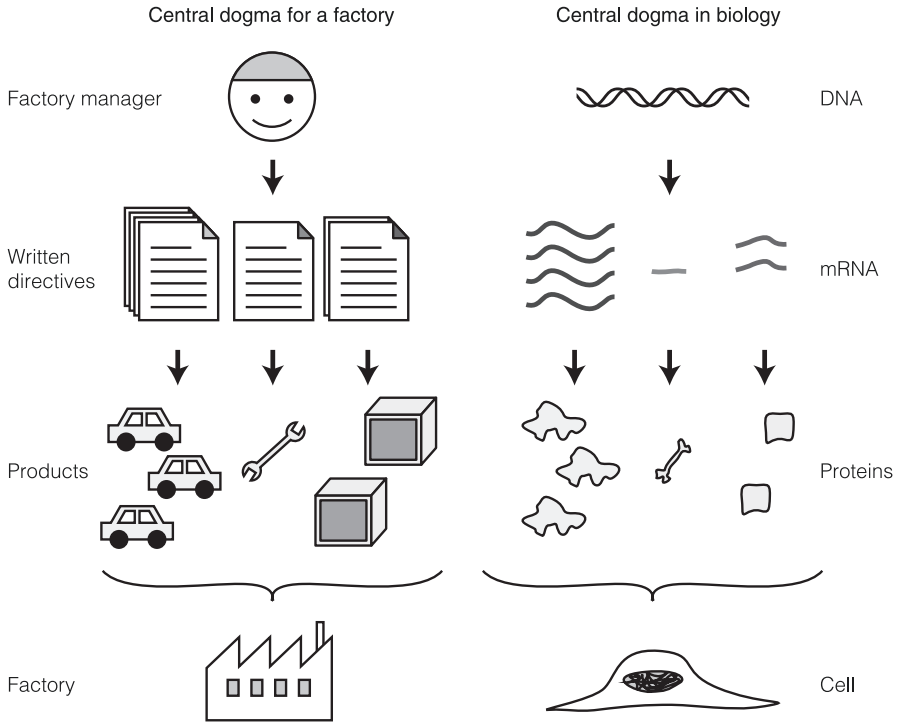 Central dogma for a factory
Central dogma in biology
Factory manager
DNA
Written
directives
mRNA
Products
Proteins
Factory
Cell